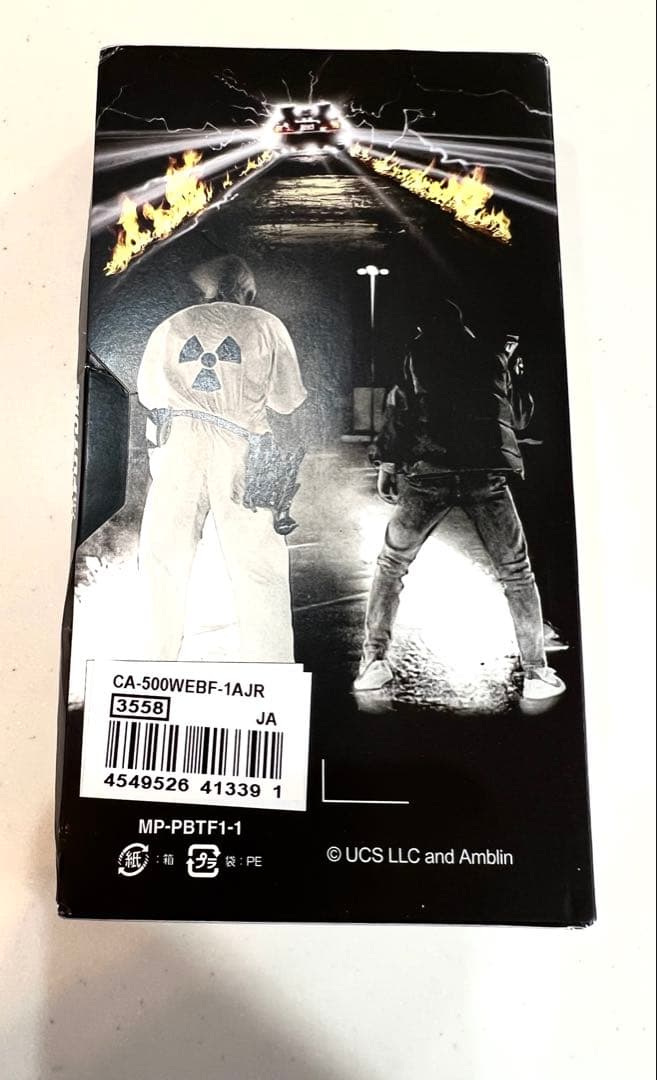 CA-500WEBF-1AJR
3558
JA
4549526 41339 1
MP-PBTF1-1
紙 : 箱 プラ 袋 : PE
© UCS LLC and Amblin